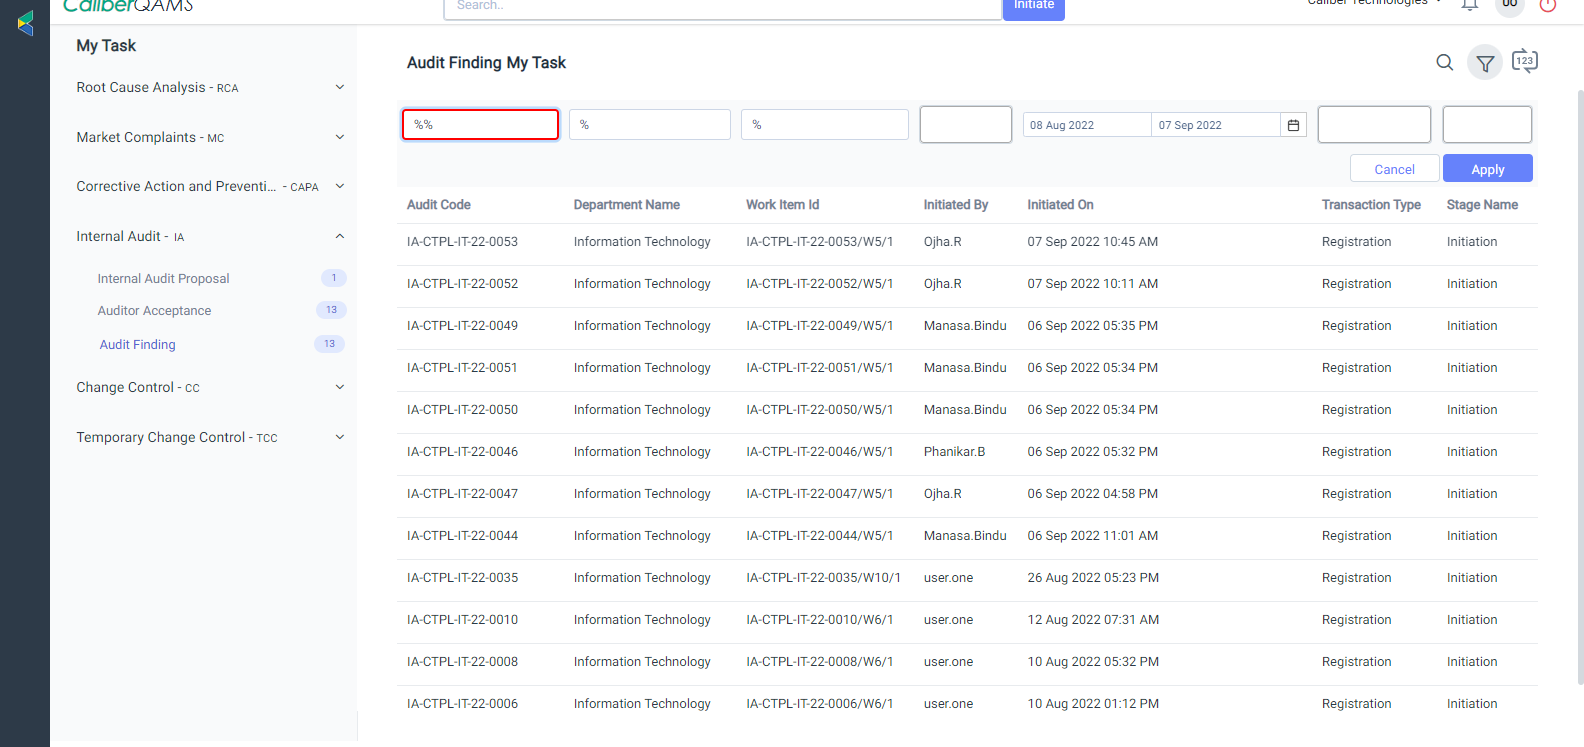 CaliberQAMS
Search..
Initiate
Caliber Technologies
My Task
Root Cause Analysis - RCA
Market Complaints - MC
Corrective Action and Preventi... - CAPA
Internal Audit - IA
Internal Audit Proposal 1
Auditor Acceptance 13
Audit Finding 13
Change Control - CC
Temporary Change Control - TCC
Audit Finding My Task
123
%% % % 08 Aug 2022 07 Sep 2022
Cancel Apply
Audit Code Department Name Work Item Id Initiated By Initiated On Transaction Type Stage Name
IA-CTPL-IT-22-0053 Information Technology IA-CTPL-IT-22-0053/W5/1 Ojha.R 07 Sep 2022 10:45 AM Registration Initiation
IA-CTPL-IT-22-0052 Information Technology IA-CTPL-IT-22-0052/W5/1 Ojha.R 07 Sep 2022 10:11 AM Registration Initiation
IA-CTPL-IT-22-0049 Information Technology IA-CTPL-IT-22-0049/W5/1 Manasa.Bindu 06 Sep 2022 05:35 PM Registration Initiation
IA-CTPL-IT-22-0051 Information Technology IA-CTPL-IT-22-0051/W5/1 Manasa.Bindu 06 Sep 2022 05:34 PM Registration Initiation
IA-CTPL-IT-22-0050 Information Technology IA-CTPL-IT-22-0050/W5/1 Manasa.Bindu 06 Sep 2022 05:34 PM Registration Initiation
IA-CTPL-IT-22-0046 Information Technology IA-CTPL-IT-22-0046/W5/1 Phanikar.B 06 Sep 2022 05:32 PM Registration Initiation
IA-CTPL-IT-22-0047 Information Technology IA-CTPL-IT-22-0047/W5/1 Ojha.R 06 Sep 2022 04:58 PM Registration Initiation
IA-CTPL-IT-22-0044 Information Technology IA-CTPL-IT-22-0044/W5/1 Manasa.Bindu 06 Sep 2022 11:01 AM Registration Initiation
IA-CTPL-IT-22-0035 Information Technology IA-CTPL-IT-22-0035/W10/1 user.one 26 Aug 2022 05:23 PM Registration Initiation
IA-CTPL-IT-22-0010 Information Technology IA-CTPL-IT-22-0010/W6/1 user.one 12 Aug 2022 07:31 AM Registration Initiation
IA-CTPL-IT-22-0008 Information Technology IA-CTPL-IT-22-0008/W6/1 user.one 10 Aug 2022 05:32 PM Registration Initiation
IA-CTPL-IT-22-0006 Information Technology IA-CTPL-IT-22-0006/W6/1 user.one 10 Aug 2022 01:12 PM Registration Initiation